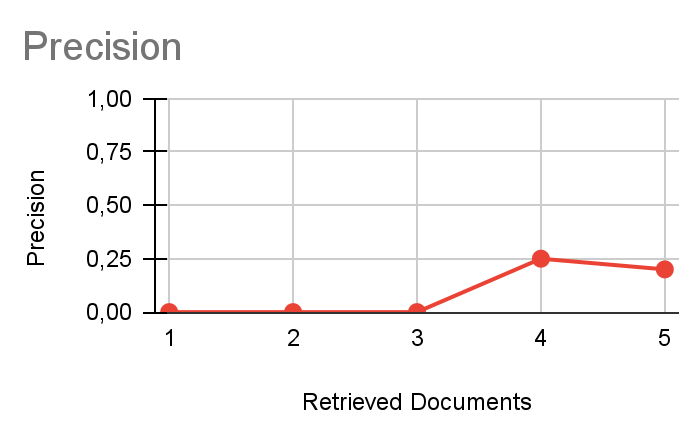 Precision
1,00
0,75
0,50
0,25
0,00
Precision
1 2 3 4 5
Retrieved Documents